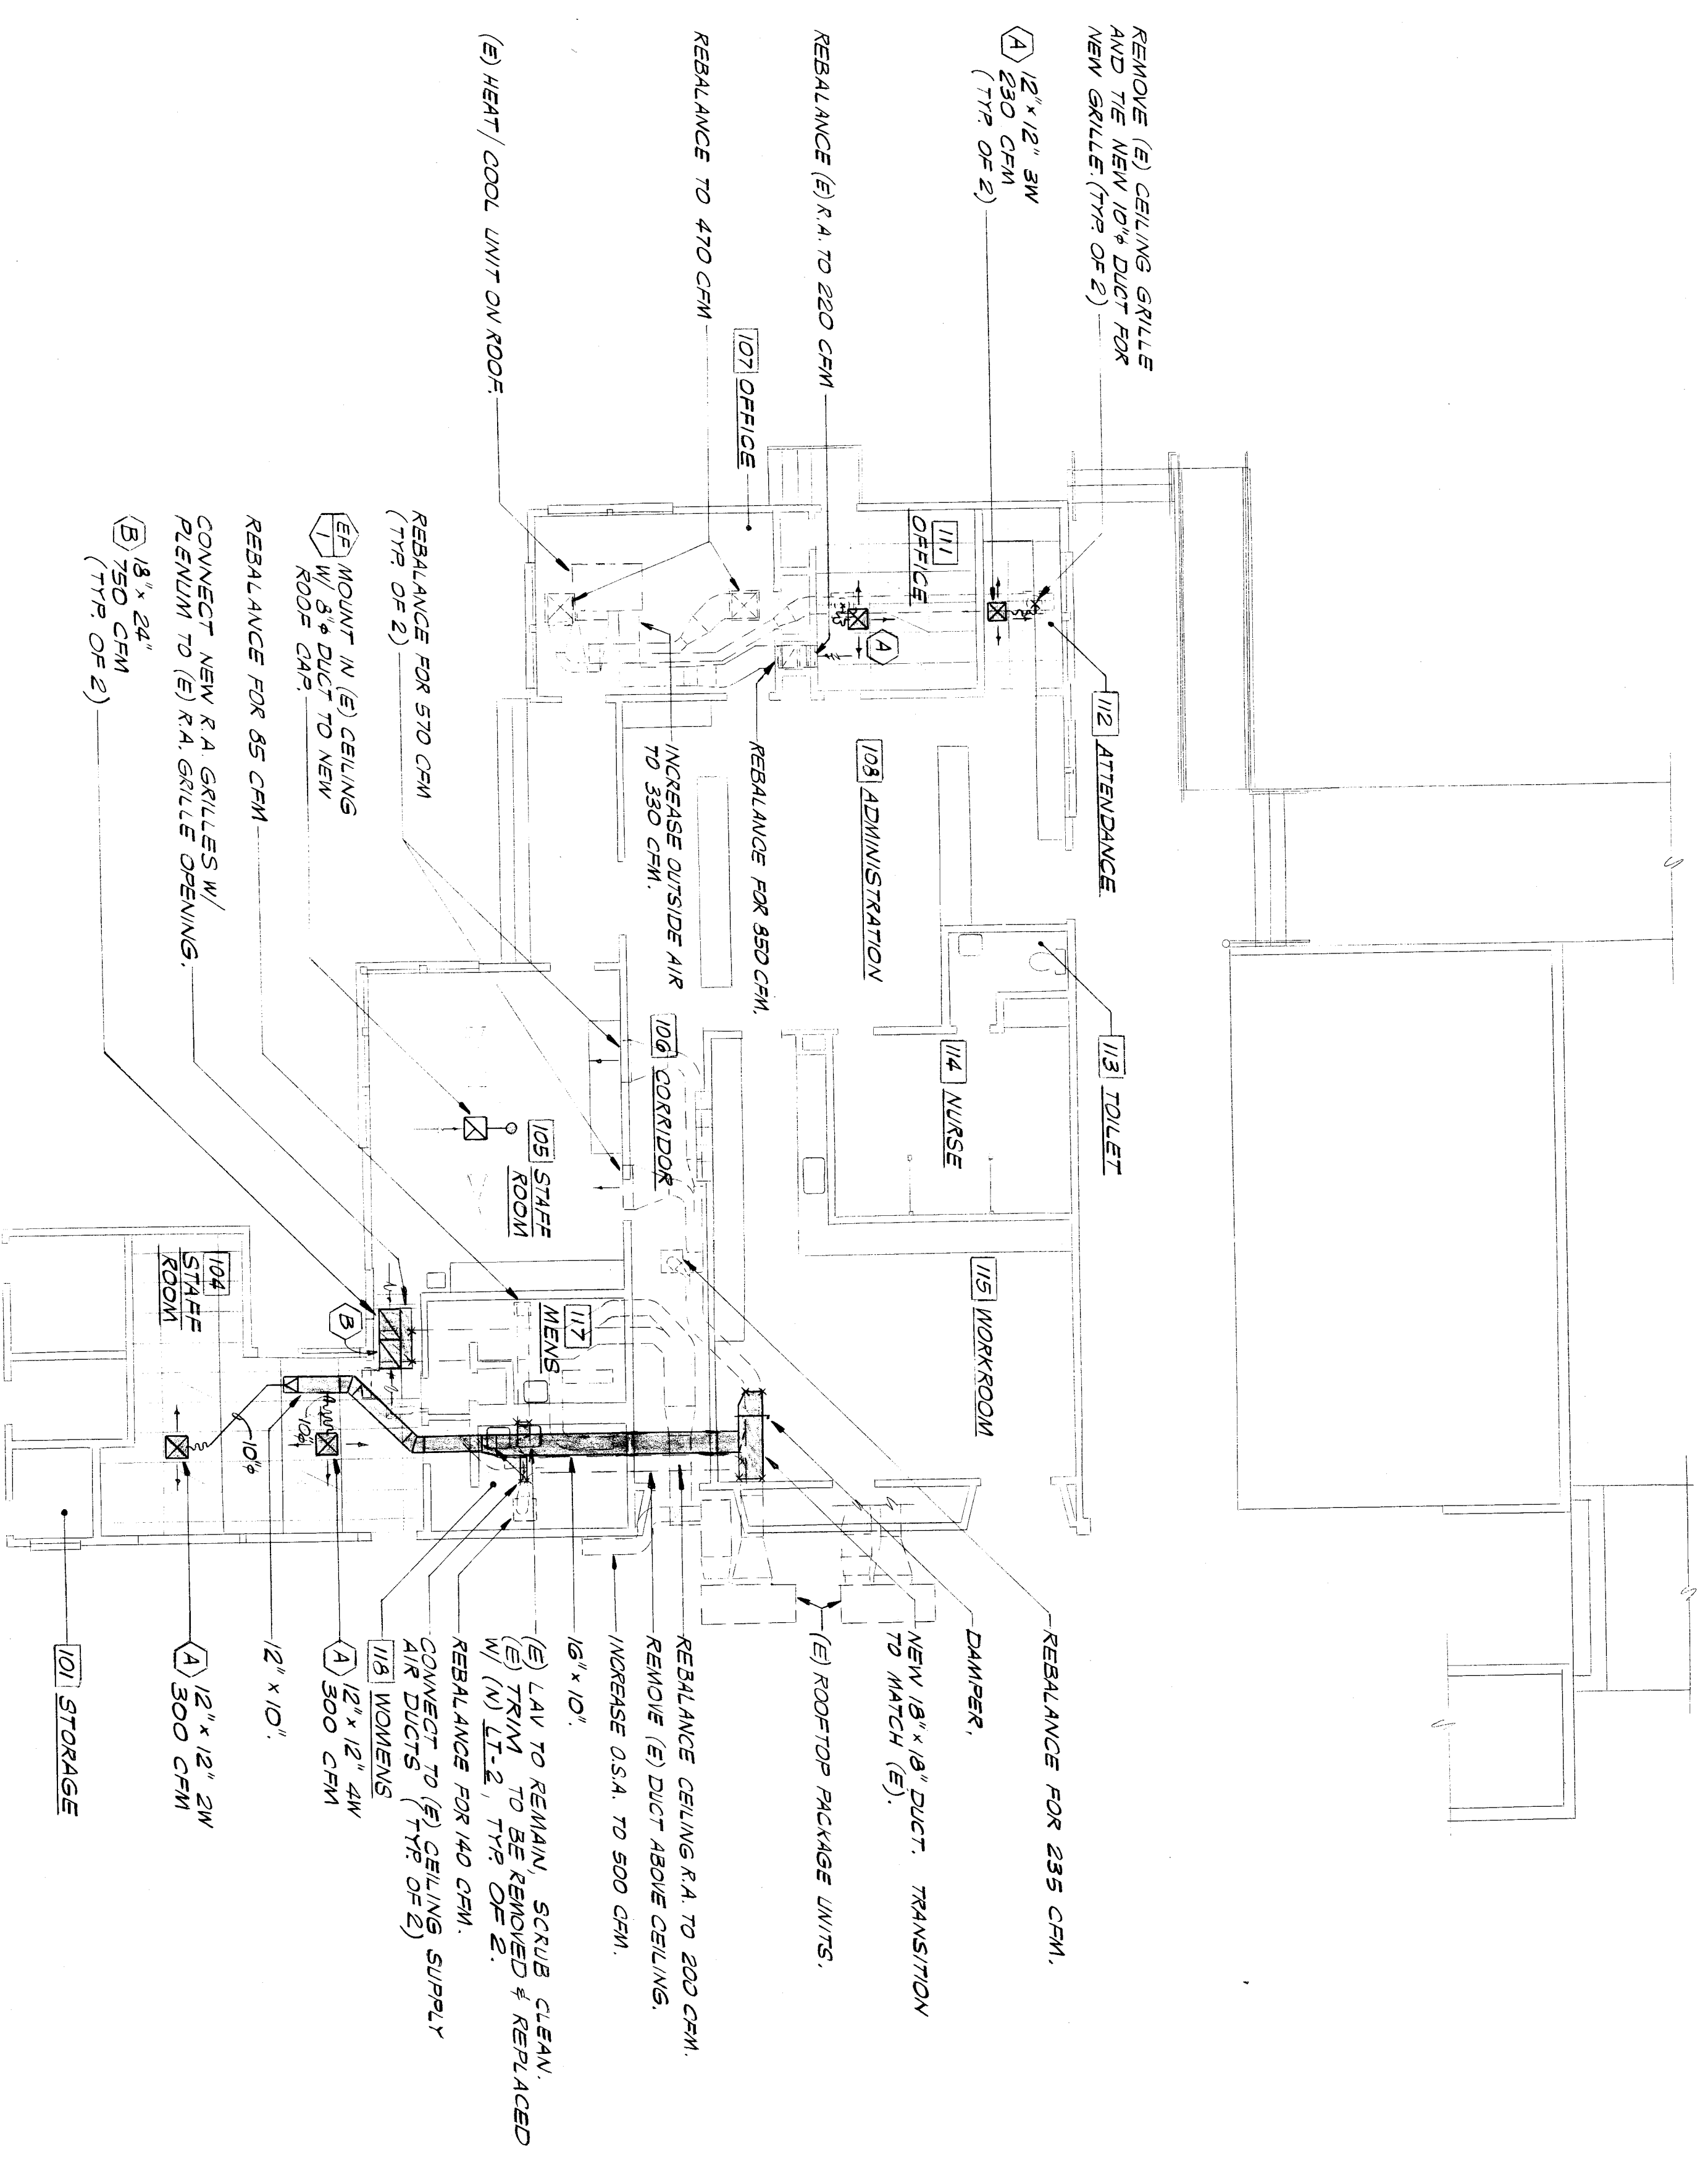 REMOVE (E) CEILING GRILLE
AND TIE NEW 10"φ DUCT FOR
NEW GRILLE. (TYP. OF 2)
A 12" x 12" 3W
230 CFM
(TYP. OF 2)
REBALANCE (E) R.A. TO 220 CFM
REBALANCE TO 470 CFM
107 OFFICE
(E) HEAT/COOL UNIT ON ROOF.
111
OFFICE
A
112 ATTENDANCE
108 ADMINISTRATION
REBALANCE FOR 850 CFM.
INCREASE OUTSIDE AIR
TO 330 CFM.
REBALANCE FOR 570 CFM
(TYP. OF 2)
EF
1
MOUNT IN (E) CEILING
W/ 8"φ DUCT TO NEW
ROOF CAP.
REBALANCE FOR 85 CFM
CONNECT NEW R.A. GRILLES W/
PLENUM TO (E) R.A. GRILLE OPENING.
B 18" x 24"
750 CFM
(TYP. OF 2)
113 TOILET
114 NURSE
106 CORRIDOR
105 STAFF
ROOM
115 WORKROOM
117
MENS
B
104
STAFF
ROOM
10"φ
10"φ
REBALANCE FOR 235 CFM.
DAMPER.
NEW 18" x 18" DUCT. TRANSITION
TO MATCH (E).
(E) ROOFTOP PACKAGE UNITS.
REBALANCE CEILING R.A. TO 200 CFM.
REMOVE (E) DUCT ABOVE CEILING.
INCREASE O.S.A. TO 500 CFM.
16" x 10".
(E) LAV TO REMAIN, SCRUB CLEAN.
(E) TRIM TO BE REMOVED & REPLACED
W/ (N) LT-2, TYP. OF 2.
REBALANCE FOR 140 CFM.
CONNECT TO (E) CEILING SUPPLY
AIR DUCTS (TYP. OF 2)
118 WOMENS
A 12" x 12" 4W
300 CFM
12" x 10".
A 12" x 12" 2W
300 CFM
101 STORAGE